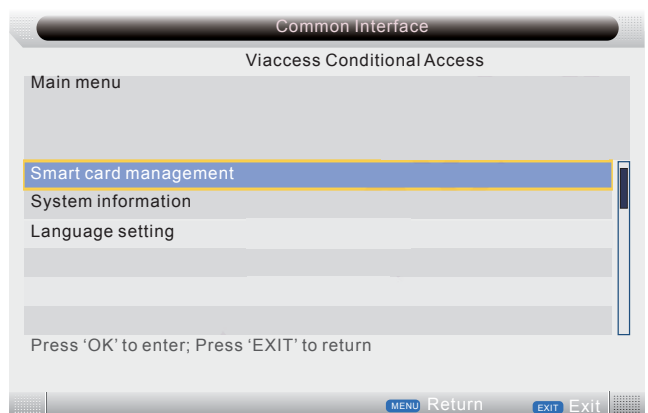 Common Interface
Viaccess Conditional Access
Main menu
Smart card management
System information
Language setting
Press ‘OK’ to enter; Press ‘EXIT’ to return
MENU Return EXIT Exit